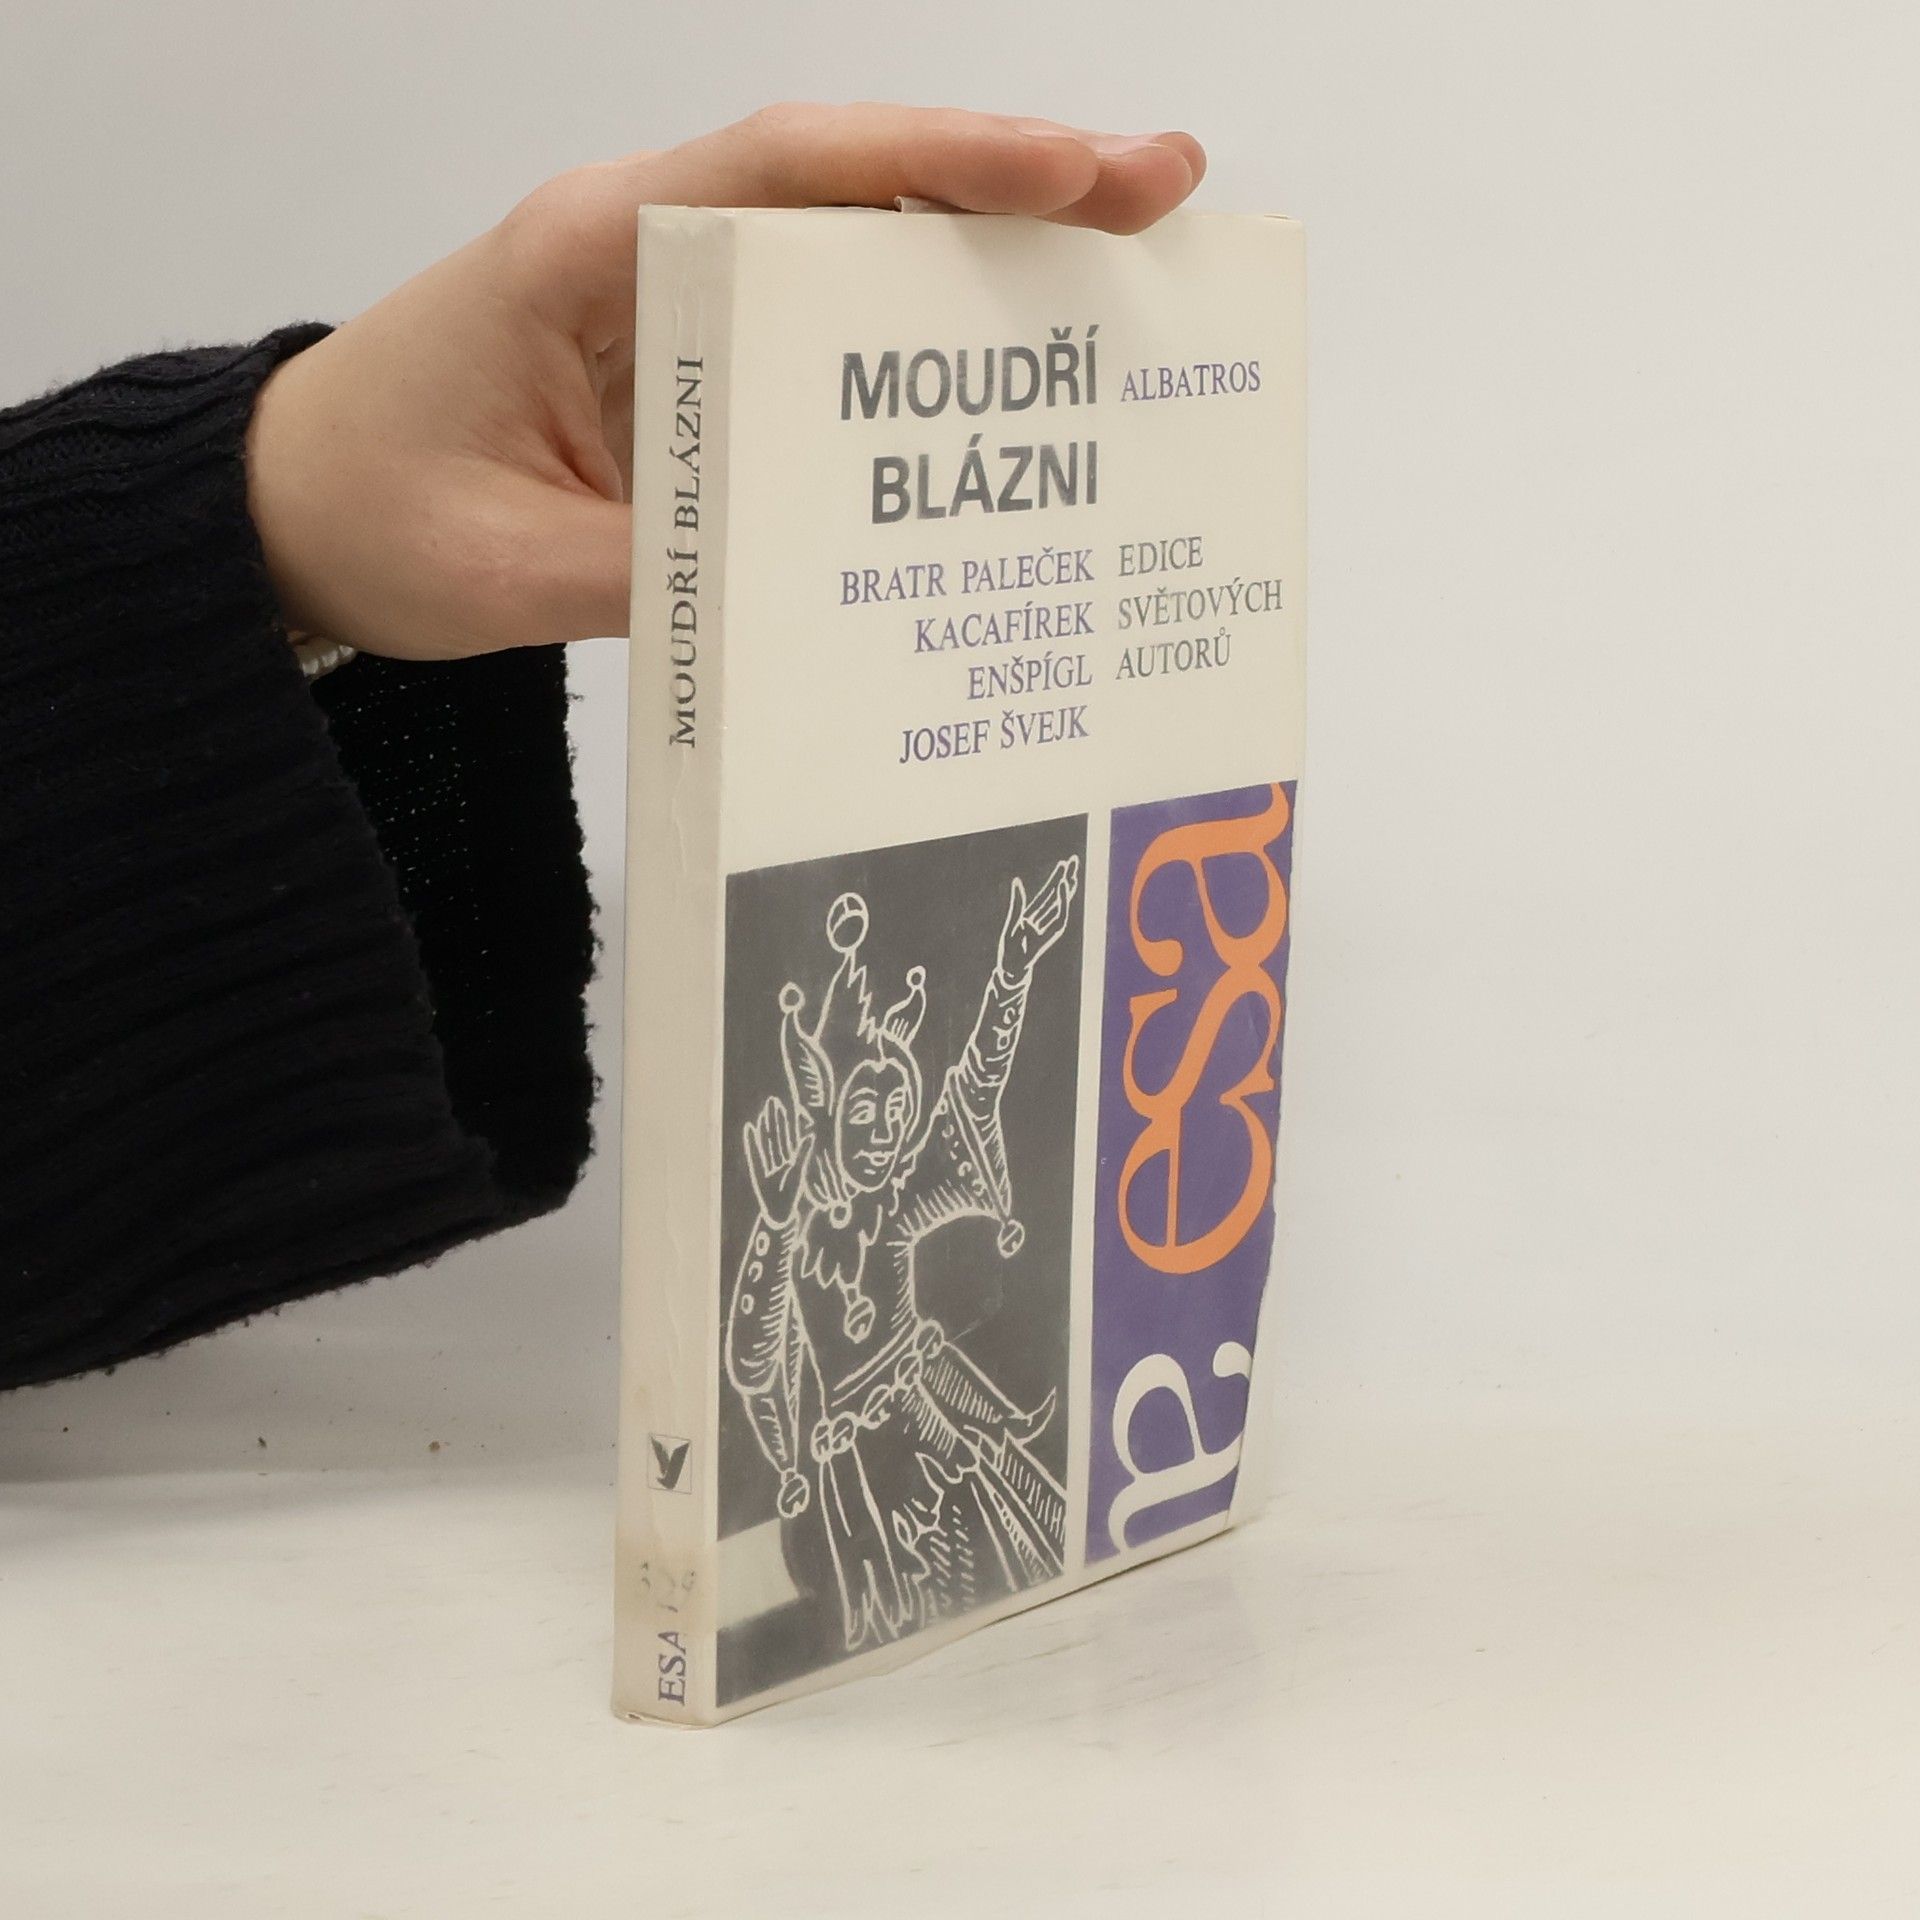 MOUDŘÍ BLÁZNI
ESA
MOUDŘÍ
BLÁZNI
BRATR PALEČEK
KACAFÍREK
ENŠPÍGL
JOSEF ŠVEJK
ALBATROS
EDICE
SVĚTOVÝCH
AUTORŮ
esa